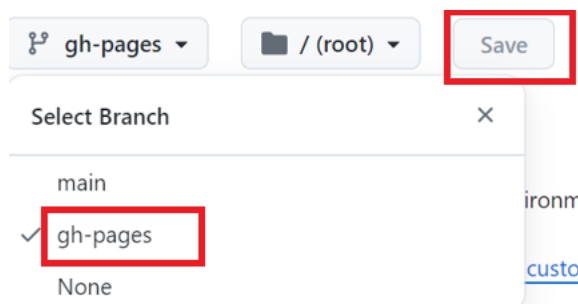 gh-pages / (root) Save
Select Branch
main
gh-pages
None